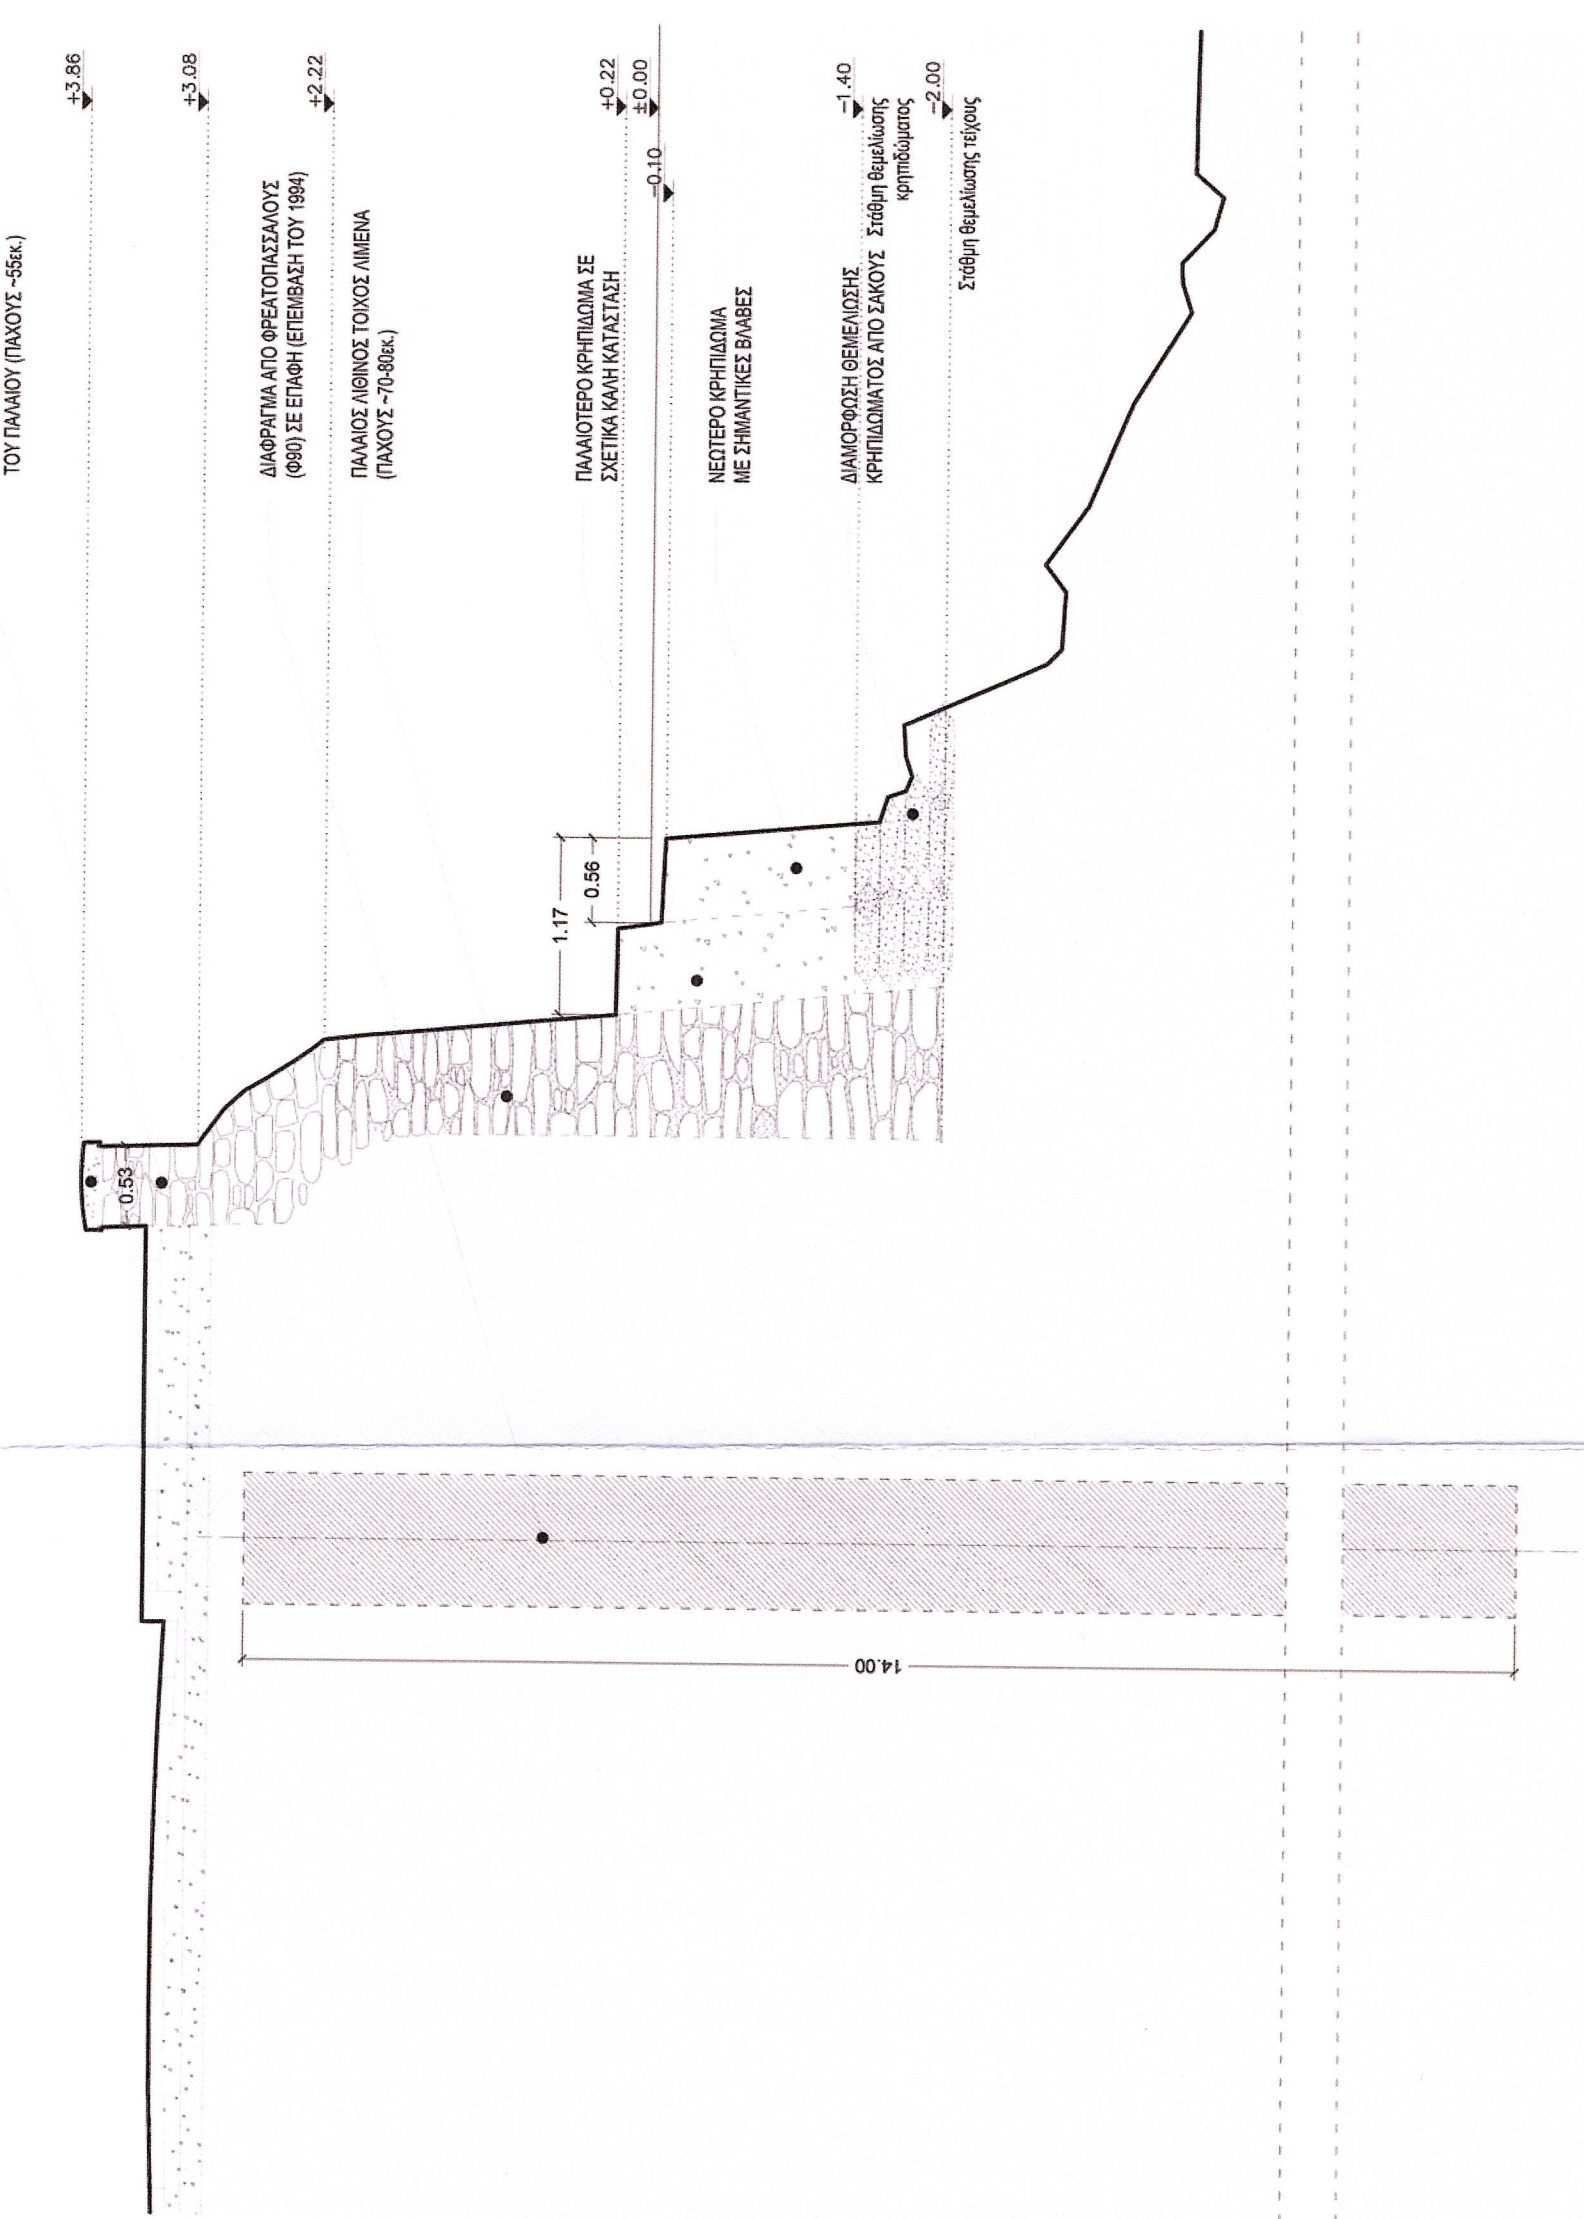 ΤΟΥ ΠΑΛΑΙΟΥ (ΠΑΧΟΥΣ ~55εκ.)
+3.86
+3.08
ΔΙΑΦΡΑΓΜΑ ΑΠΟ ΦΡΕΑΤΟΠΑΣΣΑΛΟΥΣ
(Φ90) ΣΕ ΕΠΑΦΗ (ΕΠΕΜΒΑΣΗ ΤΟΥ 1994)
+2.22
ΠΑΛΑΙΟΣ ΛΙΘΙΝΟΣ ΤΟΙΧΟΣ ΛΙΜΕΝΑ
(ΠΑΧΟΥΣ ~70-80εκ.)
ΠΑΛΑΙΟΤΕΡΟ ΚΡΗΠΙΔΩΜΑ ΣΕ
ΣΧΕΤΙΚΑ ΚΑΛΗ ΚΑΤΑΣΤΑΣΗ
+0.22
±0.00
−0.10
ΝΕΩΤΕΡΟ ΚΡΗΠΙΔΩΜΑ
ΜΕ ΣΗΜΑΝΤΙΚΕΣ ΒΛΑΒΕΣ
−1.40
ΔΙΑΜΟΡΦΩΣΗ ΘΕΜΕΛΙΩΣΗΣ
ΚΡΗΠΙΔΩΜΑΤΟΣ ΑΠΟ ΣΑΚΟΥΣ
Στάθμη θεμελίωσης
κρηπιδώματος
−2.00
Στάθμη θεμελίωσης τείχους
1.17
0.56
0.53
14.00